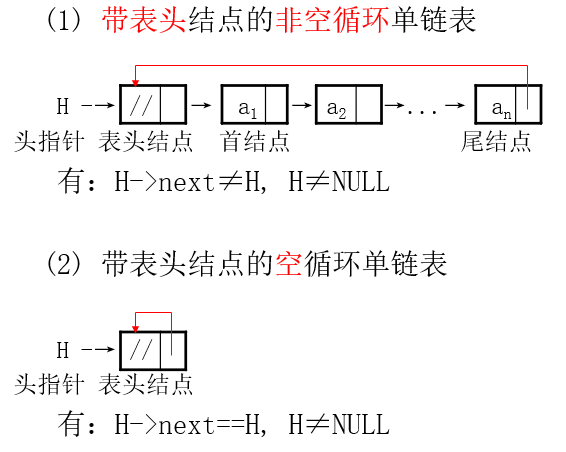 (1) 带表头结点的非空循环单链表
H // a1 a2 ... an
头指针 表头结点 首结点 尾结点
有: H->next≠H, H≠NULL
(2) 带表头结点的空循环单链表
H //
头指针 表头结点
有: H->next==H, H≠NULL